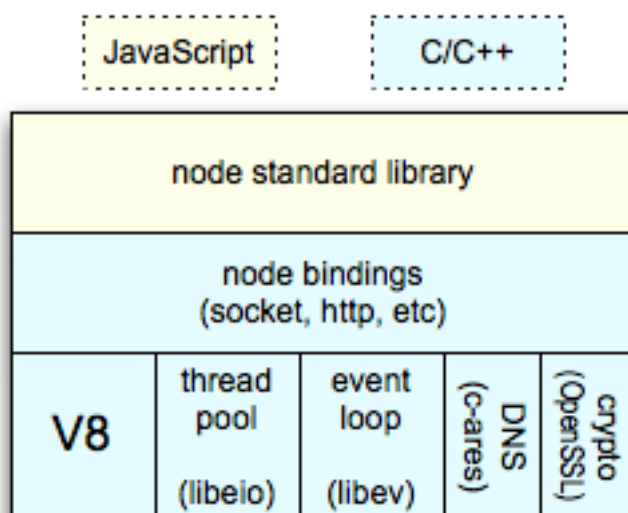 JavaScript
C/C++
node standard library
node bindings
(socket, http, etc)
V8
thread
pool
(libeio)
event
loop
(libev)
DNS
(c-ares)
crypto
(OpenSSL)